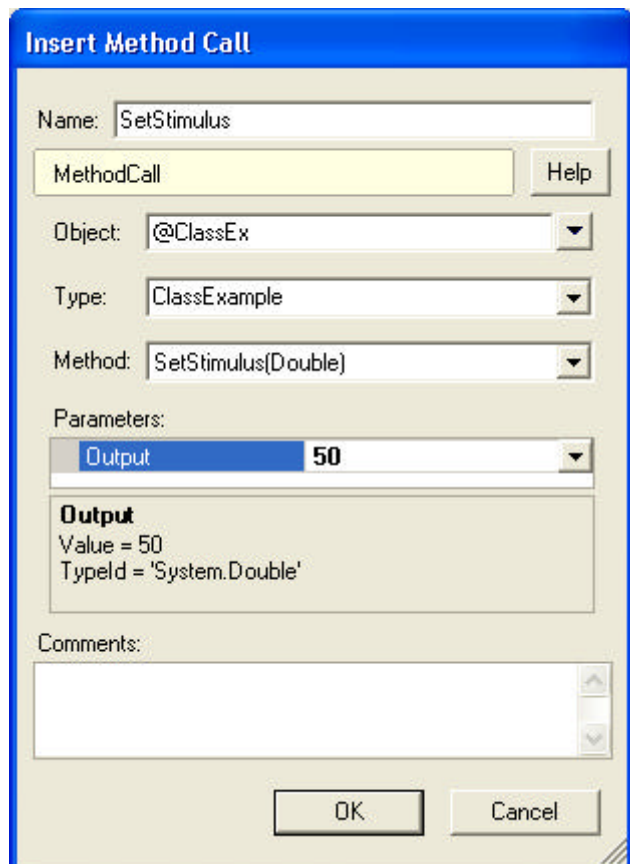 Insert Method Call
Name: SetStimulus
MethodCall Help
Object: @ClassEx
Type: ClassExample
Method: SetStimulus(Double)
Parameters:
Output 50
Output
Value = 50
TypeId = 'System.Double'
Comments:
OK Cancel